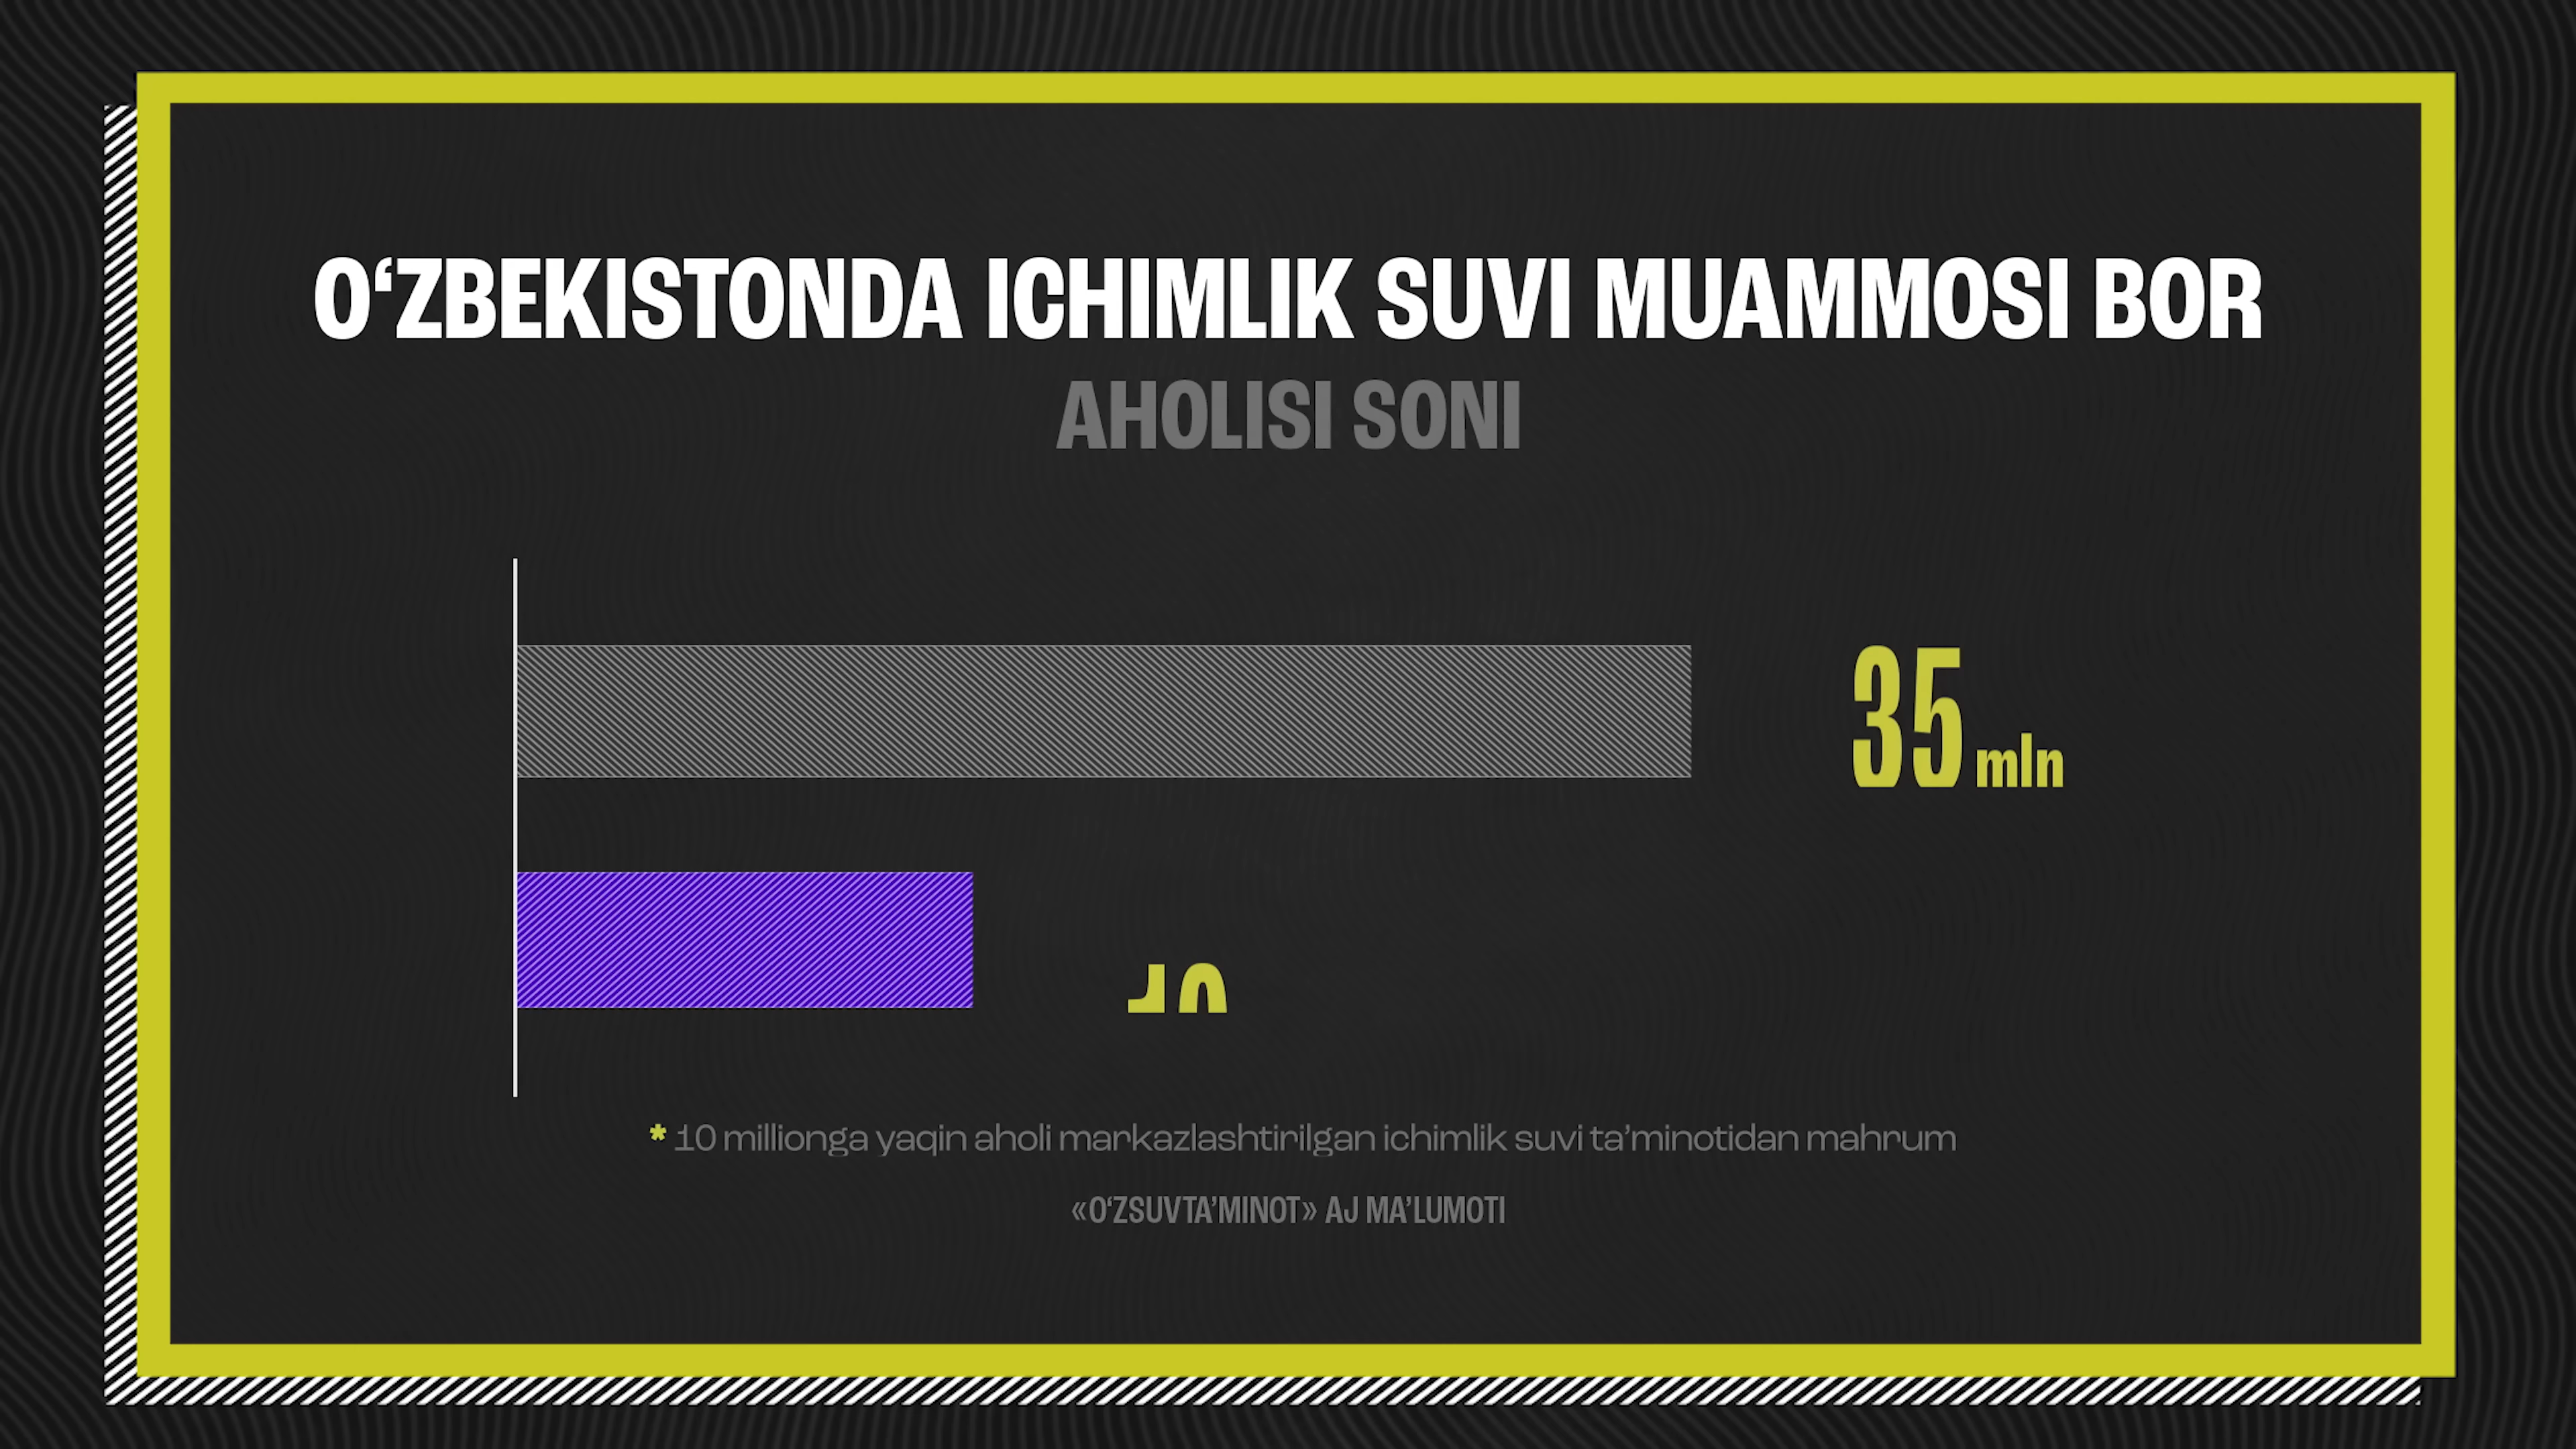 O‘ZBEKISTONDA ICHIMLIK SUVI MUAMMOSI BOR
AHOLISI SONI
35 mln
* 10 millionga yaqin aholi markazlashtirilgan ichimlik suvi ta’minotidan mahrum
«O‘ZSUVTA’MINOT» AJ MA’LUMOTI